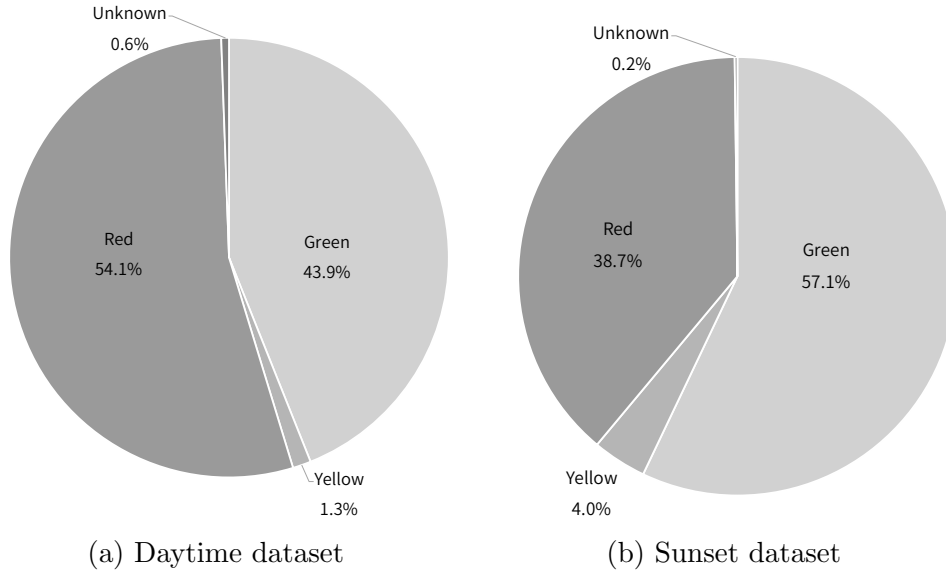 Unknown
0.6%
Red
54.1%
Green
43.9%
Yellow
1.3%
(a) Daytime dataset
Unknown
0.2%
Red
38.7%
Green
57.1%
Yellow
4.0%
(b) Sunset dataset